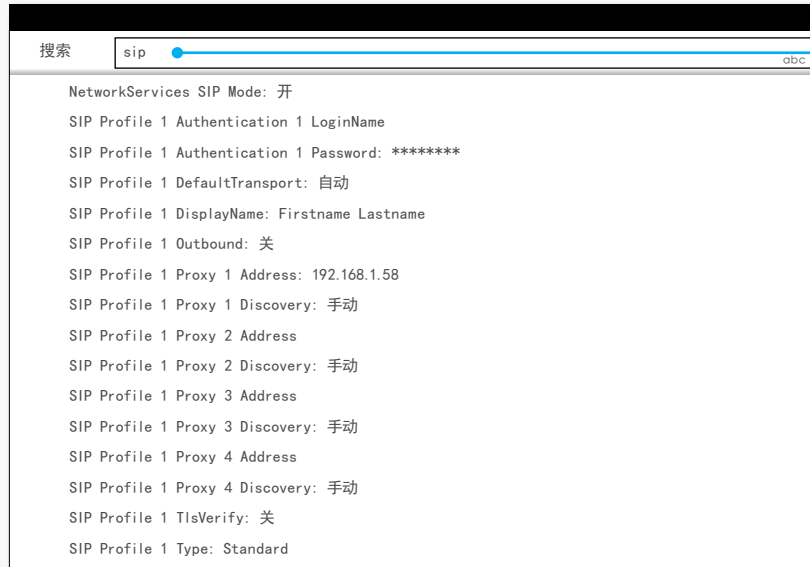 搜索 sip
abc
NetworkServices SIP Mode: 开
SIP Profile 1 Authentication 1 LoginName
SIP Profile 1 Authentication 1 Password: ********
SIP Profile 1 DefaultTransport: 自动
SIP Profile 1 DisplayName: Firstname Lastname
SIP Profile 1 Outbound: 关
SIP Profile 1 Proxy 1 Address: 192.168.1.58
SIP Profile 1 Proxy 1 Discovery: 手动
SIP Profile 1 Proxy 2 Address
SIP Profile 1 Proxy 2 Discovery: 手动
SIP Profile 1 Proxy 3 Address
SIP Profile 1 Proxy 3 Discovery: 手动
SIP Profile 1 Proxy 4 Address
SIP Profile 1 Proxy 4 Discovery: 手动
SIP Profile 1 TlsVerify: 关
SIP Profile 1 Type: Standard